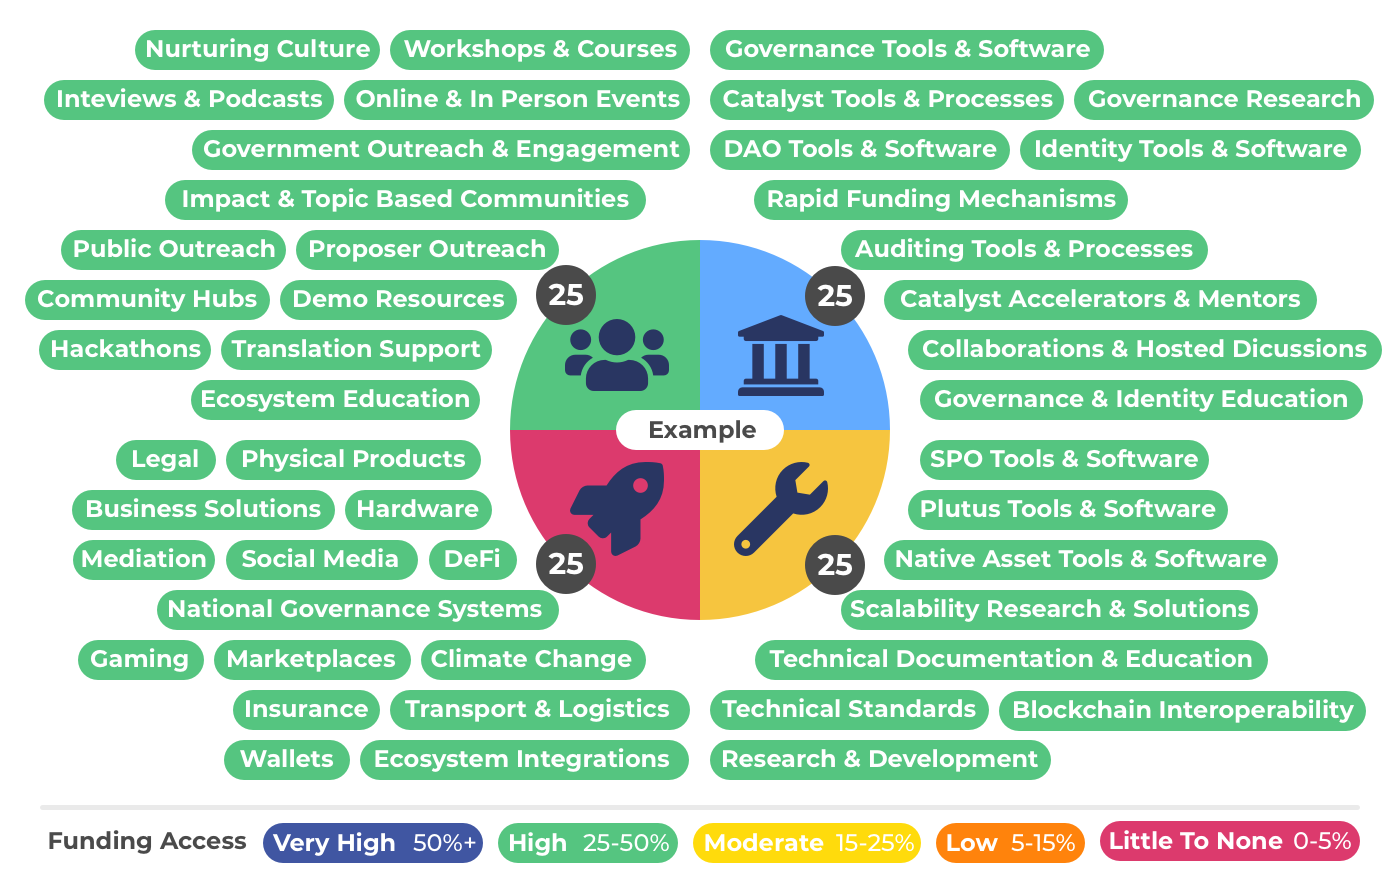 Nurturing Culture Workshops & Courses Governance Tools & Software
Inteviews & Podcasts Online & In Person Events Catalyst Tools & Processes Governance Research
Government Outreach & Engagement DAO Tools & Software Identity Tools & Software
Impact & Topic Based Communities Rapid Funding Mechanisms
Public Outreach Proposer Outreach Auditing Tools & Processes
25 25
Community Hubs Demo Resources Catalyst Accelerators & Mentors
Hackathons Translation Support Collaborations & Hosted Dicussions
Ecosystem Education Governance & Identity Education
Example
Legal Physical Products SPO Tools & Software
Business Solutions Hardware Plutus Tools & Software
Mediation Social Media DeFi Native Asset Tools & Software
25 25
National Governance Systems Scalability Research & Solutions
Gaming Marketplaces Climate Change Technical Documentation & Education
Insurance Transport & Logistics Technical Standards Blockchain Interoperability
Wallets Ecosystem Integrations Research & Development
Funding Access Very High 50%+ High 25-50% Moderate 15-25% Low 5-15% Little To None 0-5%